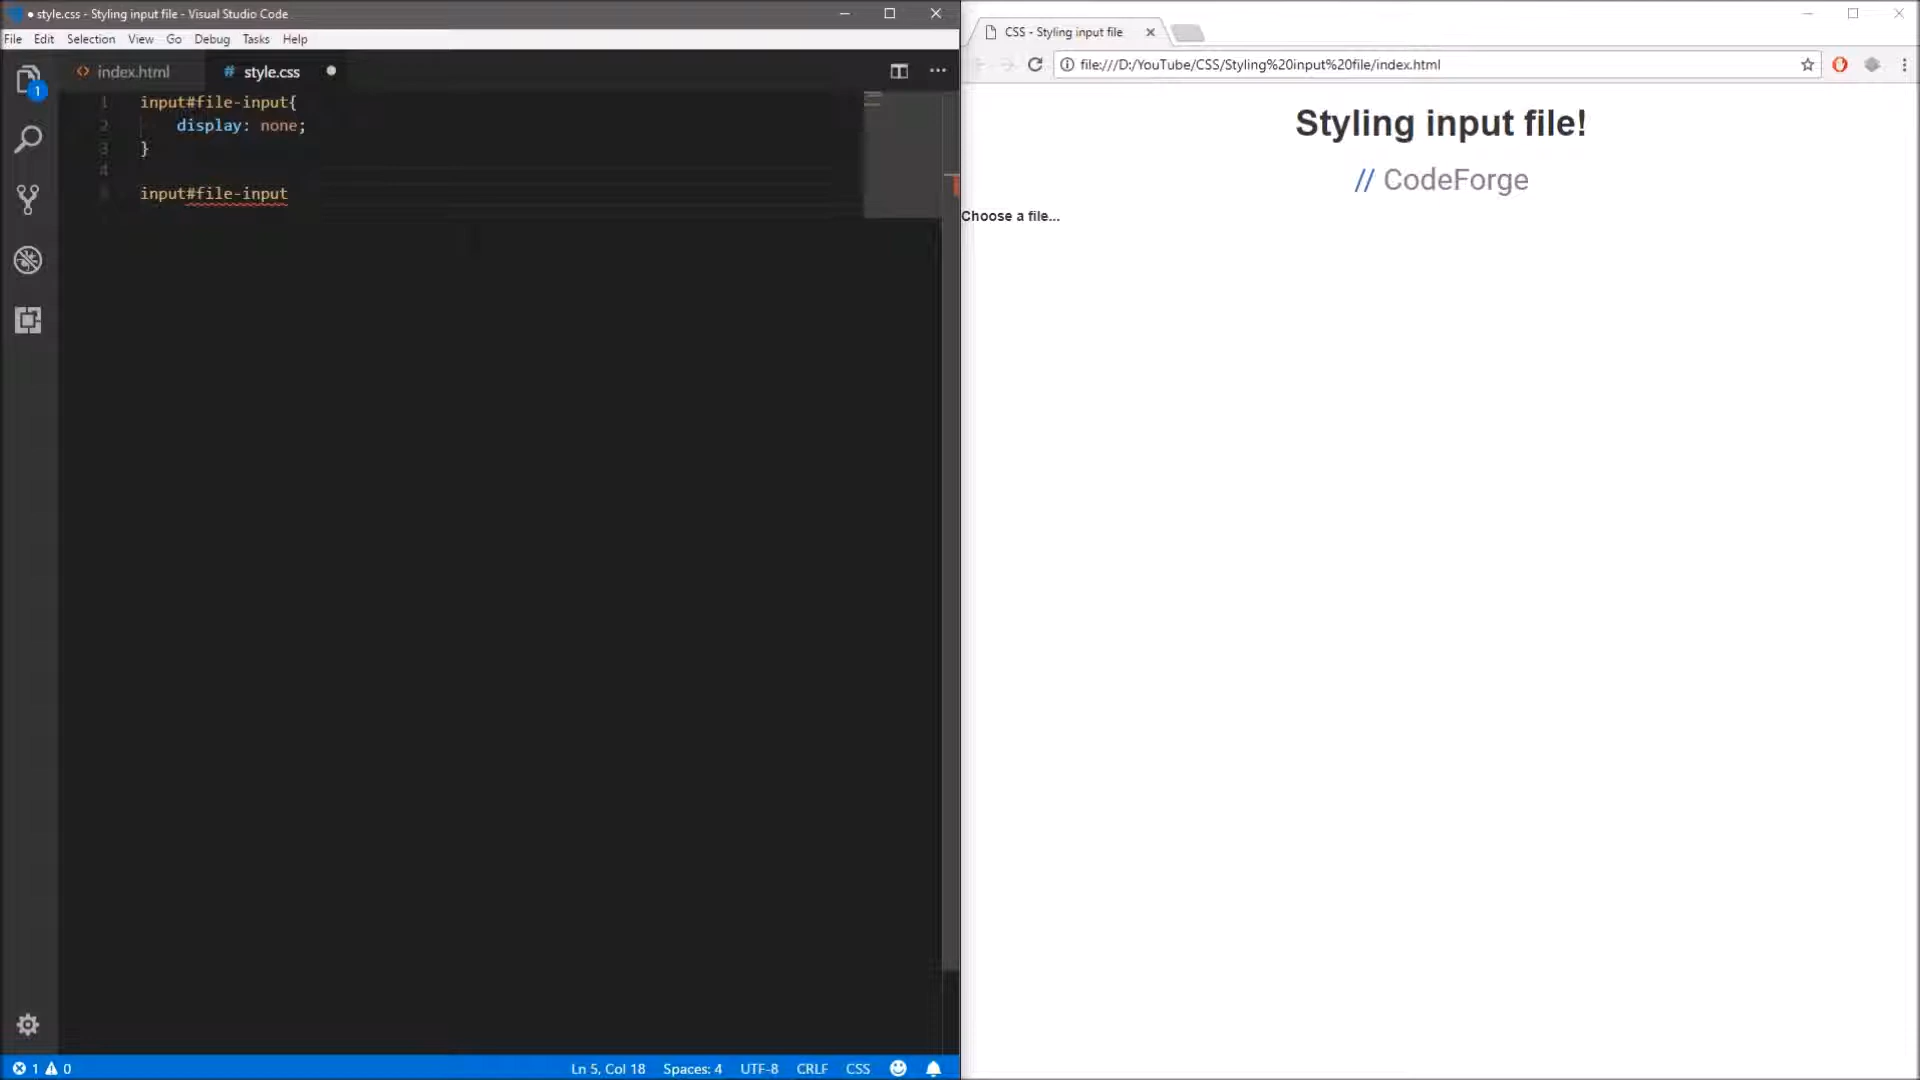 style.css - Styling input file - Visual Studio Code
File Edit Selection View Go Debug Tasks Help
1
<> index.html
# style.css
1 input#file-input{
2 display: none;
3 }
4
5 input#file-input
1 0
Ln 5, Col 18 Spaces: 4 UTF-8 CRLF CSS
CSS - Styling input file
file:///D:/YouTube/CSS/Styling%20input%20file/index.html
Styling input file!
// CodeForge
Choose a file...